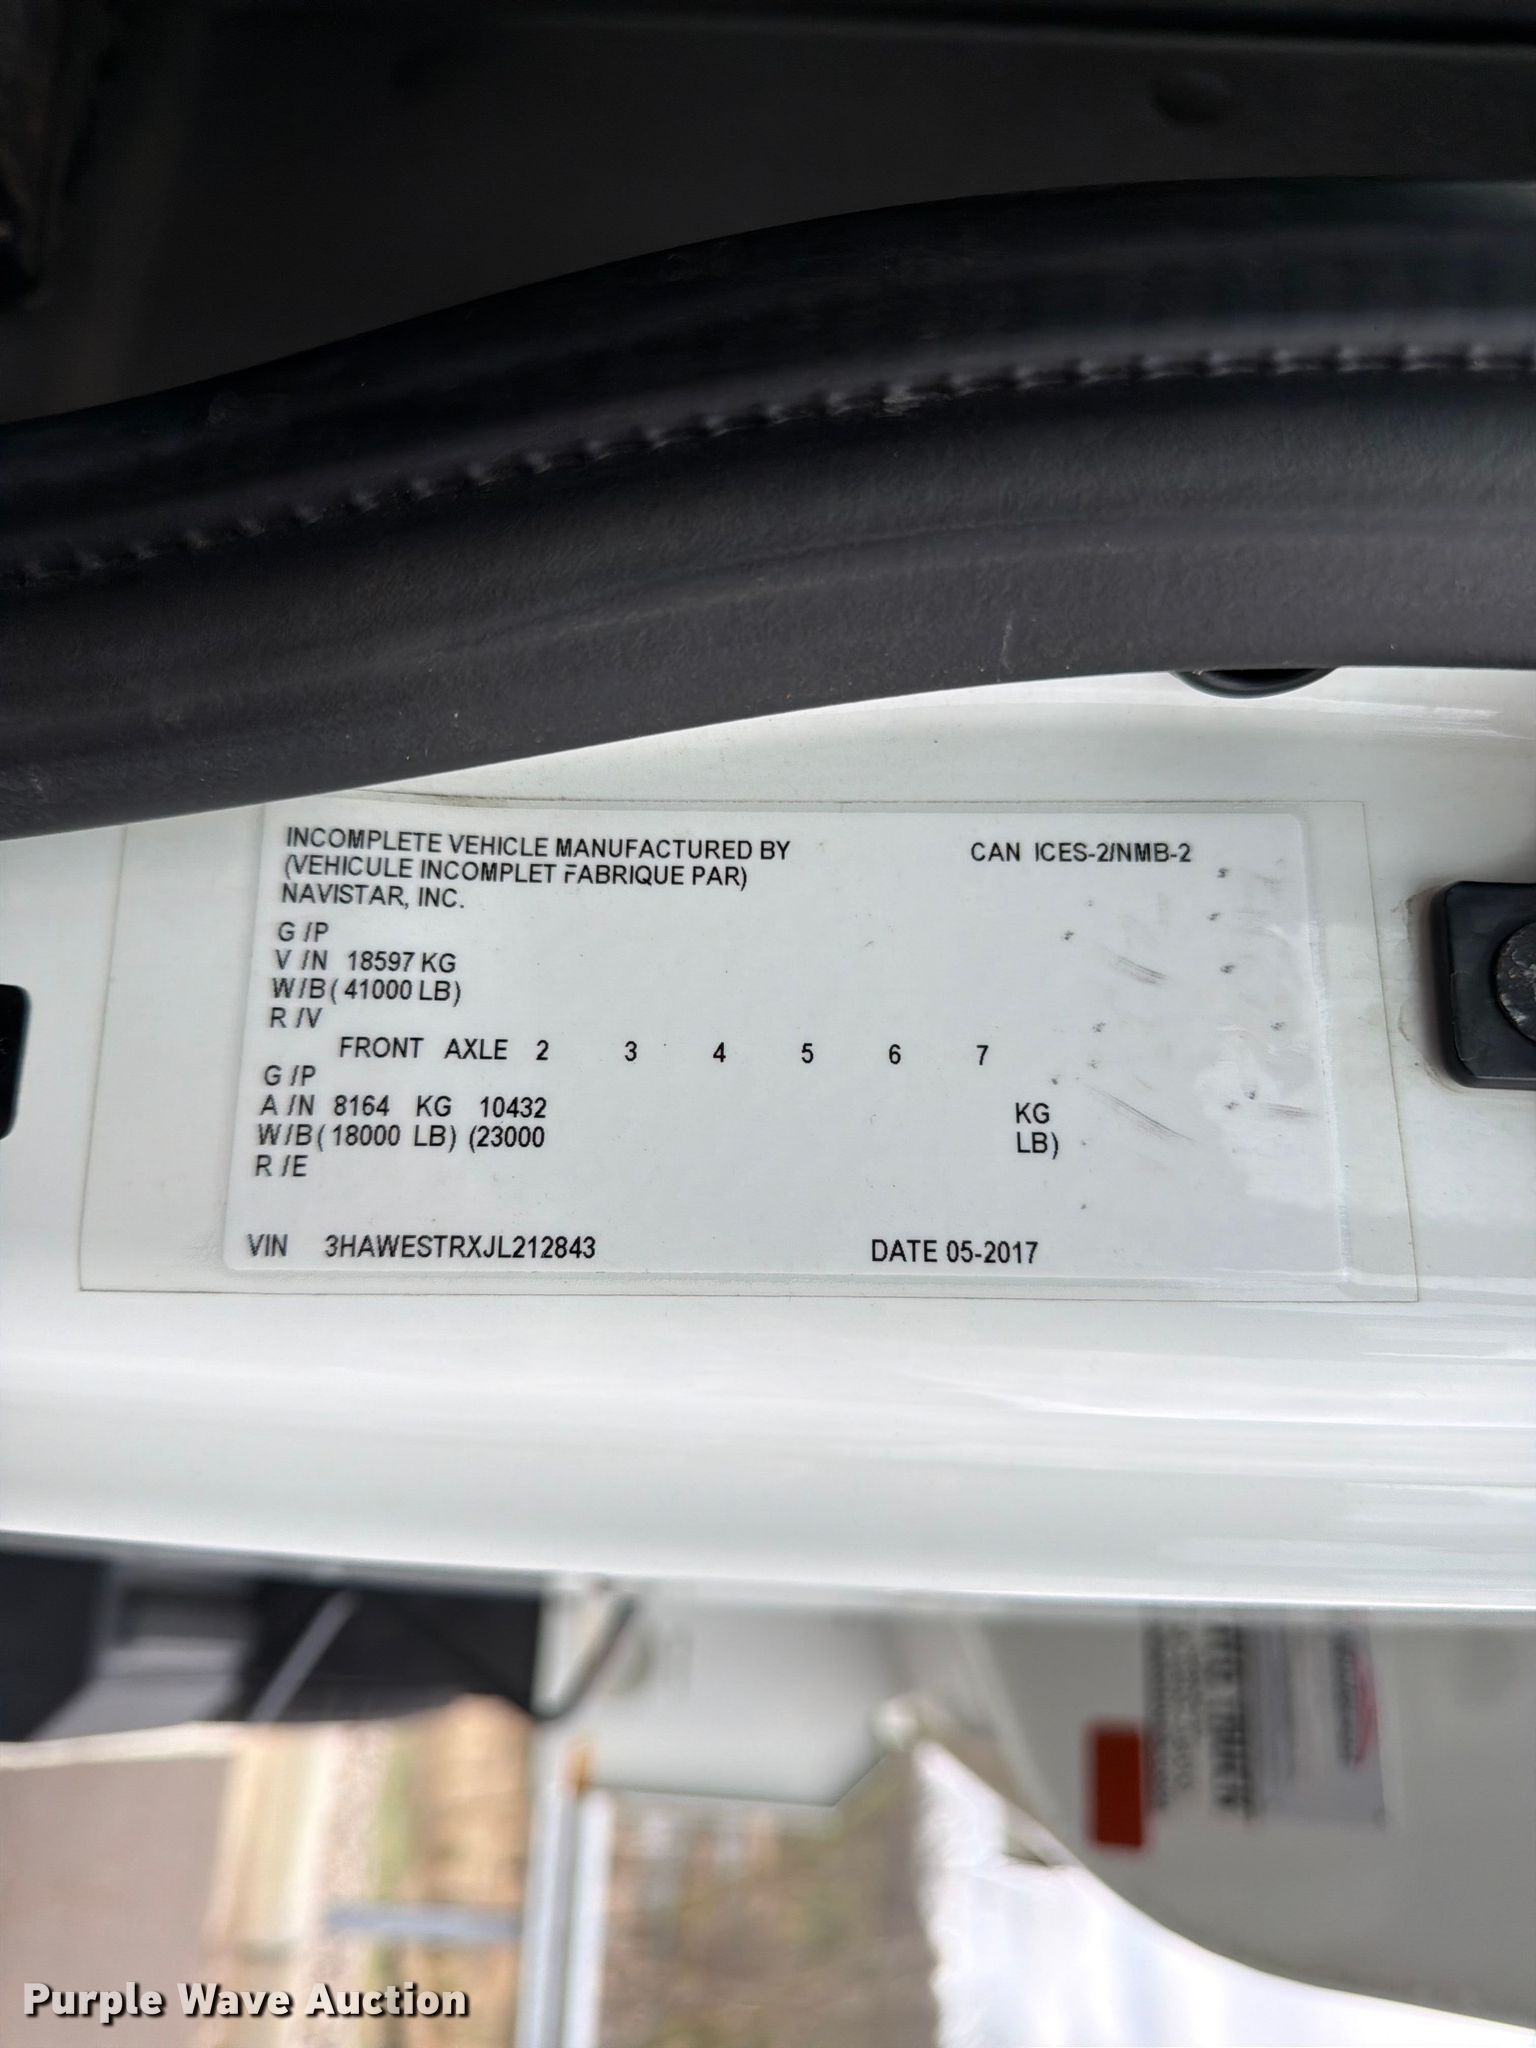 INCOMPLETE VEHICLE MANUFACTURED BY CAN ICES-2/NMB-2
(VEHICULE INCOMPLET FABRIQUE PAR)
NAVISTAR, INC.
G /P
V /N 18597 KG
W/B ( 41000 LB)
R /V
FRONT AXLE 2 3 4 5 6 7
G /P
A /N 8164 KG 10432 KG
W/B ( 18000 LB) (23000 LB)
R /E
VIN 3HAWESTRXJL212843 DATE 05-2017
Purple Wave Auction